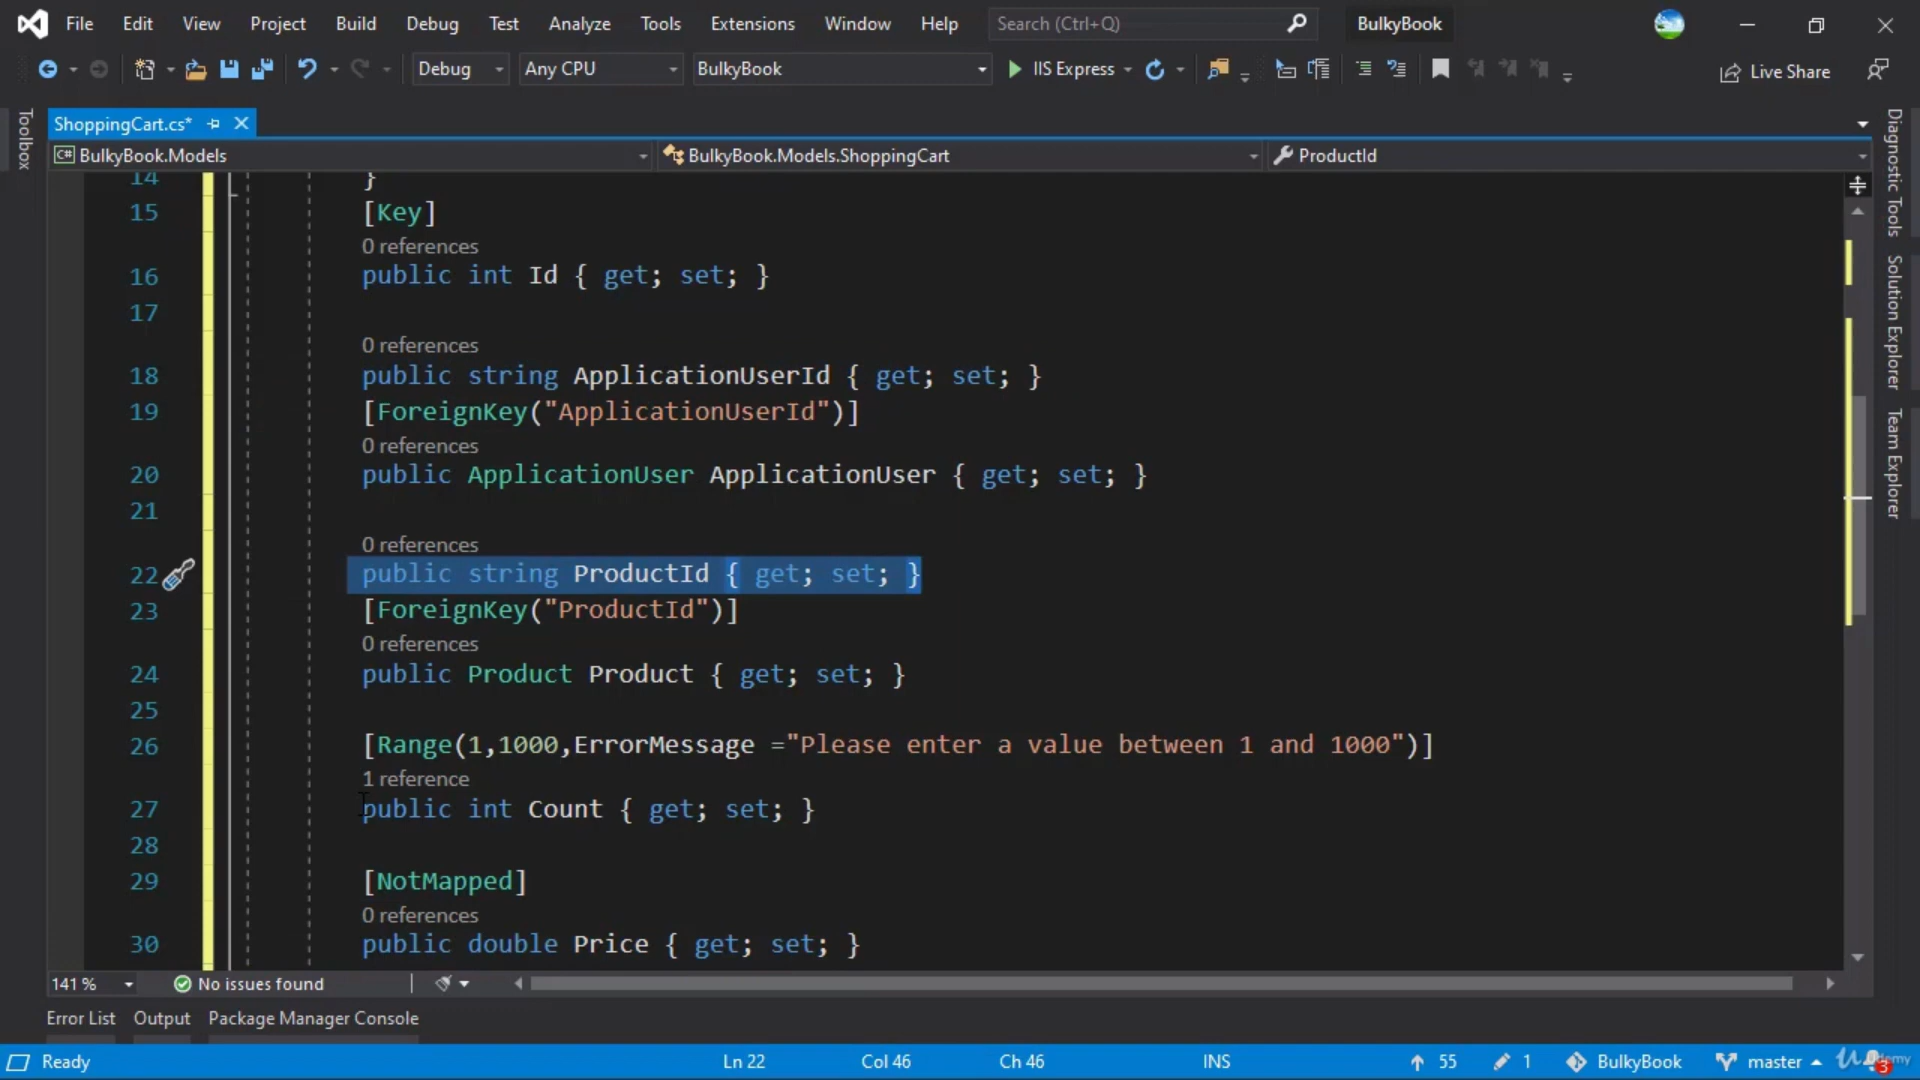 File Edit View Project Build Debug Test Analyze Tools Extensions Window Help Search (Ctrl+Q) BulkyBook
Debug Any CPU BulkyBook IIS Express Live Share
Toolbox
ShoppingCart.cs*
BulkyBook.Models BulkyBook.Models.ShoppingCart ProductId
14 }
15 [Key]
0 references
16 public int Id { get; set; }
17
0 references
18 public string ApplicationUserId { get; set; }
19 [ForeignKey("ApplicationUserId")]
0 references
20 public ApplicationUser ApplicationUser { get; set; }
21
0 references
22 public string ProductId { get; set; }
23 [ForeignKey("ProductId")]
0 references
24 public Product Product { get; set; }
25
26 [Range(1,1000,ErrorMessage ="Please enter a value between 1 and 1000")]
1 reference
27 public int Count { get; set; }
28
29 [NotMapped]
0 references
30 public double Price { get; set; }
Diagnostic Tools
Solution Explorer
Team Explorer
141 % No issues found
Error List Output Package Manager Console
Ready Ln 22 Col 46 Ch 46 INS 55 1 BulkyBook master 3